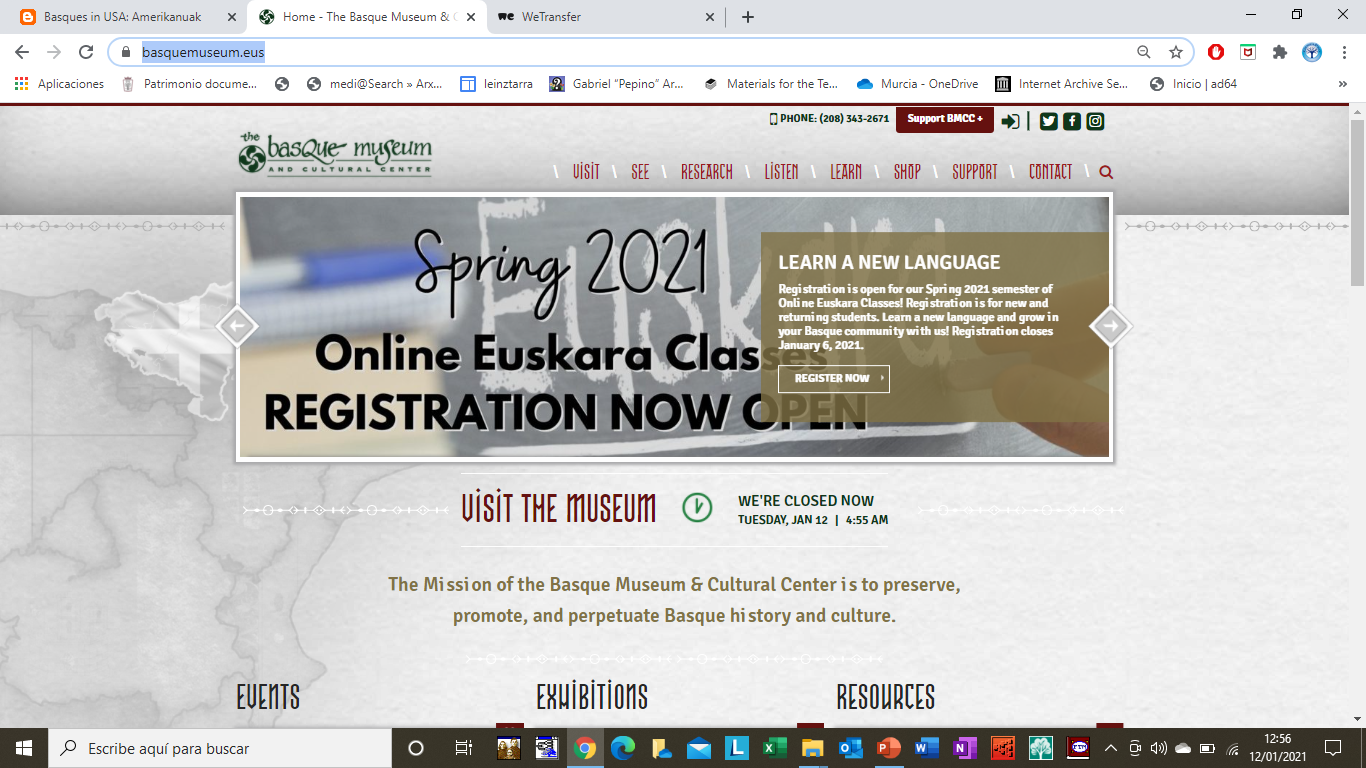 Basques in USA: Amerikanuak
Home - The Basque Museum & C
WeTransfer
basquemuseum.eus
Aplicaciones
Patrimonio docume...
medi@Search » Arx...
leinztarra
Gabriel “Pepino” Ar...
Materials for the Te...
Murcia - OneDrive
Internet Archive Se...
Inicio | ad64
»
PHONE: (208) 343-2671
Support BMCC +
the
basque museum
AND CULTURAL CENTER
\ VISIT \ SEE \ RESEARCH \ LISTEN \ LEARN \ SHOP \ SUPPORT \ CONTACT \
Euskara
Spring 2021
Online Euskara Classes
REGISTRATION NOW OPEN
LEARN A NEW LANGUAGE
Registration is open for our Spring 2021 semester of
Online Euskara Classes! Registration is for new and
returning students. Learn a new language and grow in
your Basque community with us! Registration closes
January 6, 2021.
REGISTER NOW
VISIT THE MUSEUM
WE'RE CLOSED NOW
TUESDAY, JAN 12 | 4:55 AM
The Mission of the Basque Museum & Cultural Center is to preserve,
promote, and perpetuate Basque history and culture.
EVENTS
EXHIBITIONS
RESOURCES
Escribe aquí para buscar
12:56
12/01/2021